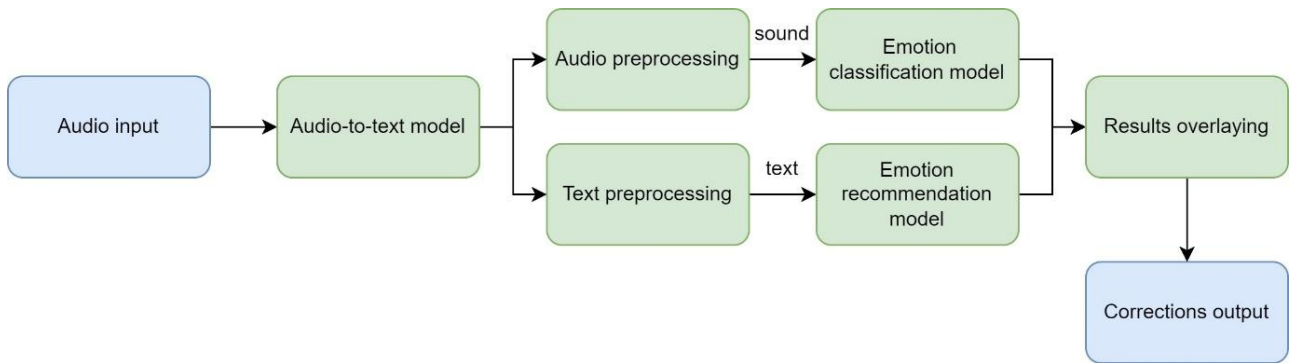 Audio input
Audio-to-text model
Audio preprocessing
sound
Emotion
classification model
Text preprocessing
text
Emotion
recommendation
model
Results overlaying
Corrections output